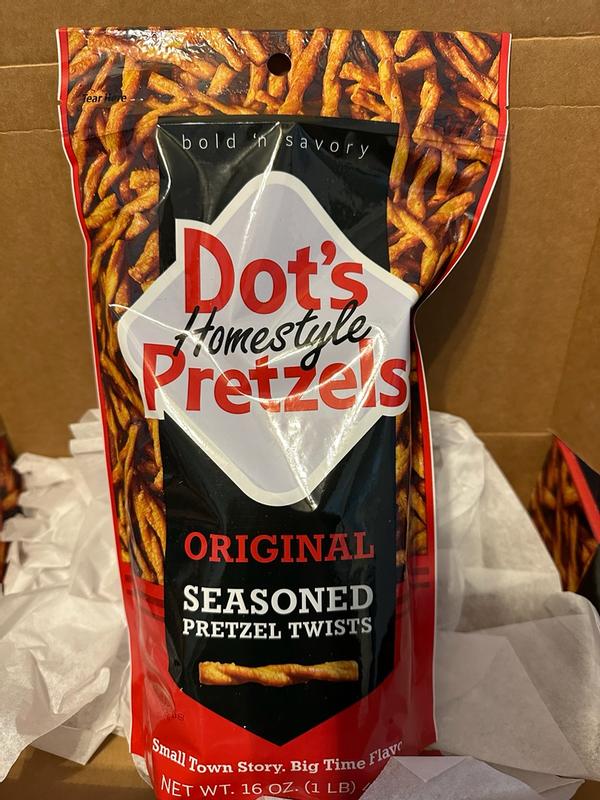 Tear Here
bold 'n savory
Dot's
Homestyle
Pretzels
ORIGINAL
SEASONED
PRETZEL TWISTS
Small Town Story. Big Time Flavo
NET WT. 16 OZ. (1 LB)